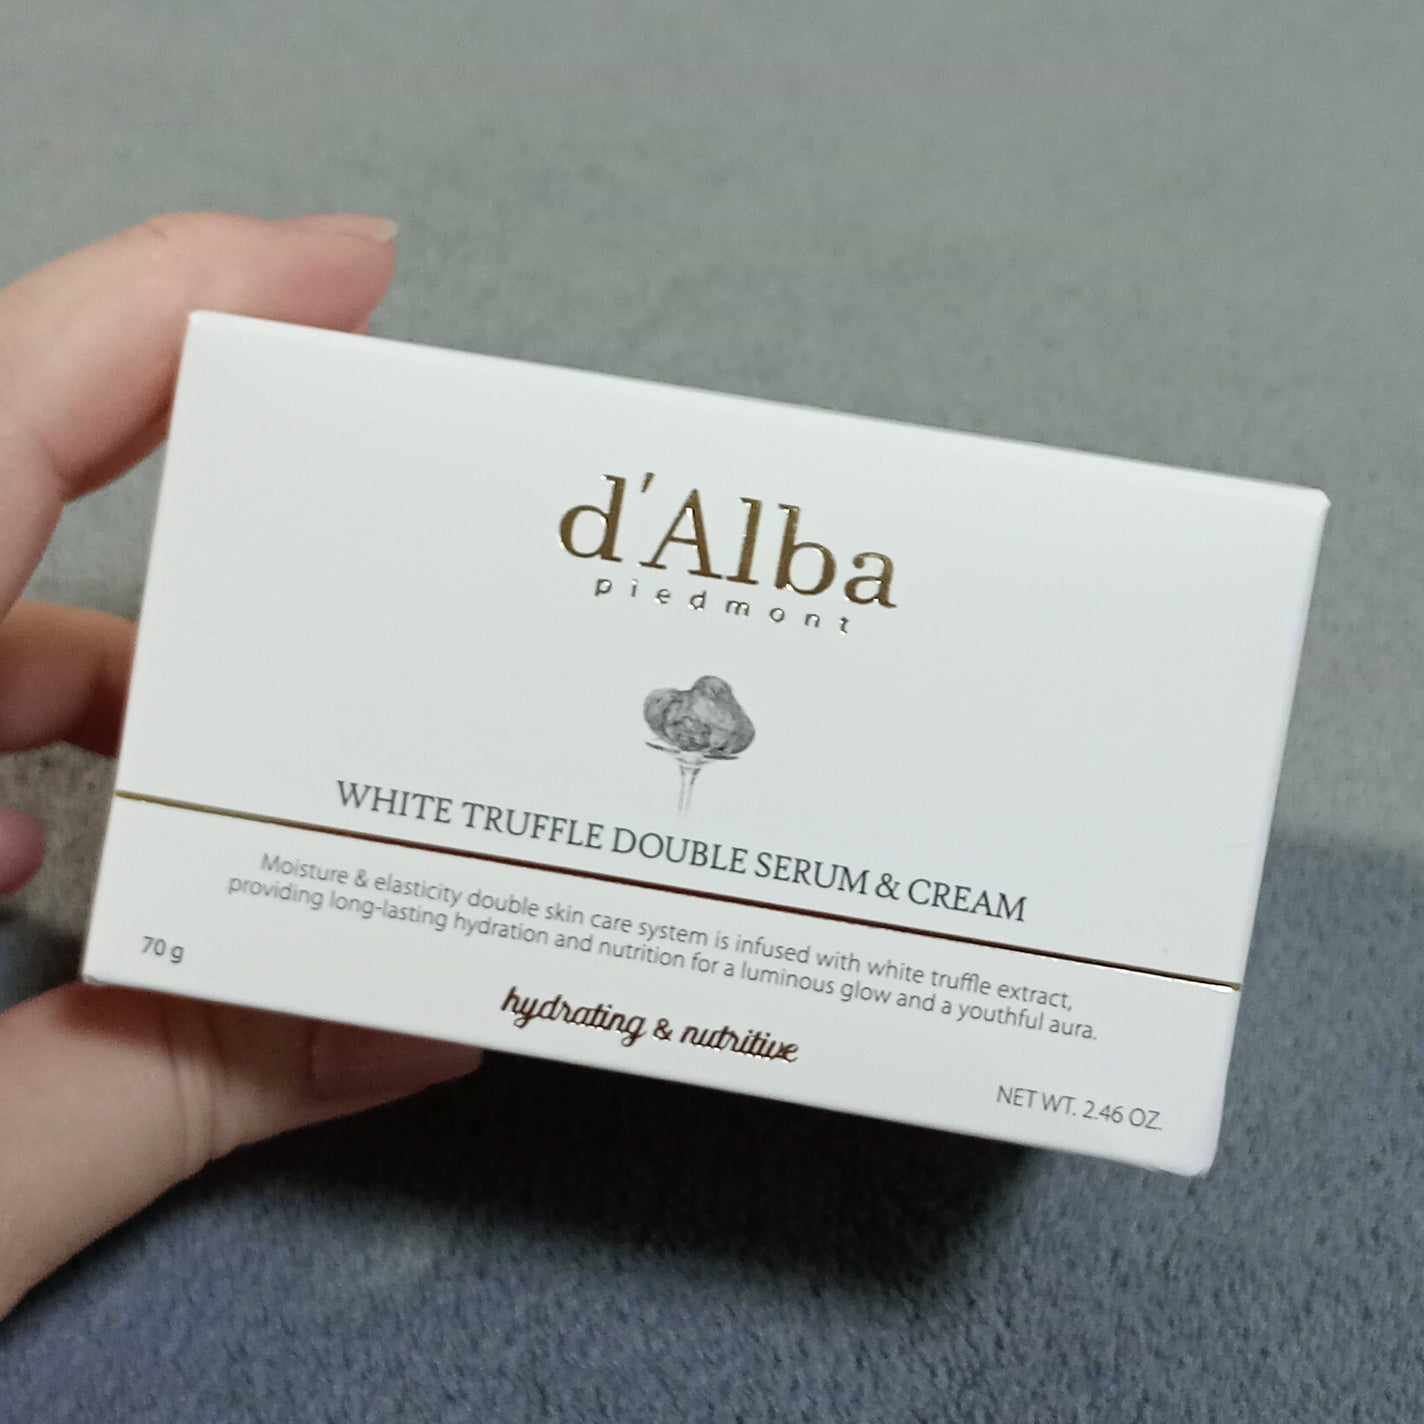 d'Alba
piedmont
WHITE TRUFFLE DOUBLE SERUM & CREAM
Moisture & elasticity double skin care system is infused with white truffle extract,
providing long-lasting hydration and nutrition for a luminous glow and a youthful aura.
70 g
hydrating & nutritive
NET WT. 2.46 OZ.